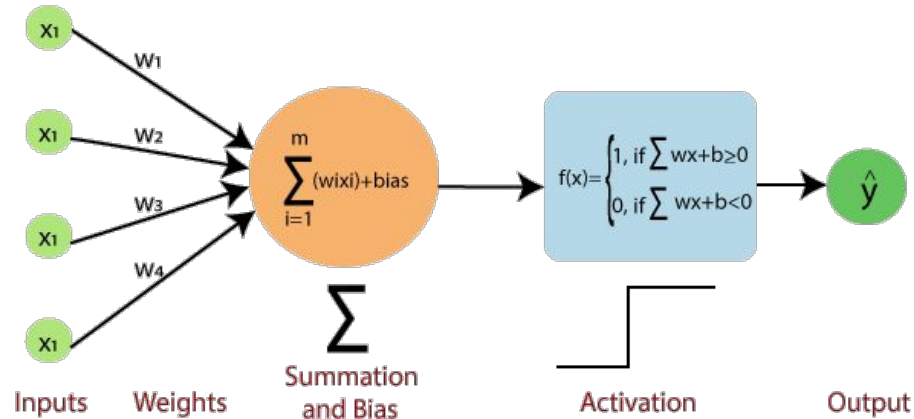 x1
x1
x1
x1
w1
w2
w3
w4
m
∑(wixi)+bias
i=1
f(x)={1, if ∑ wx+b≥0
0, if ∑ wx+b<0
ŷ
∑
Inputs
Weights
Summation
and Bias
Activation
Output